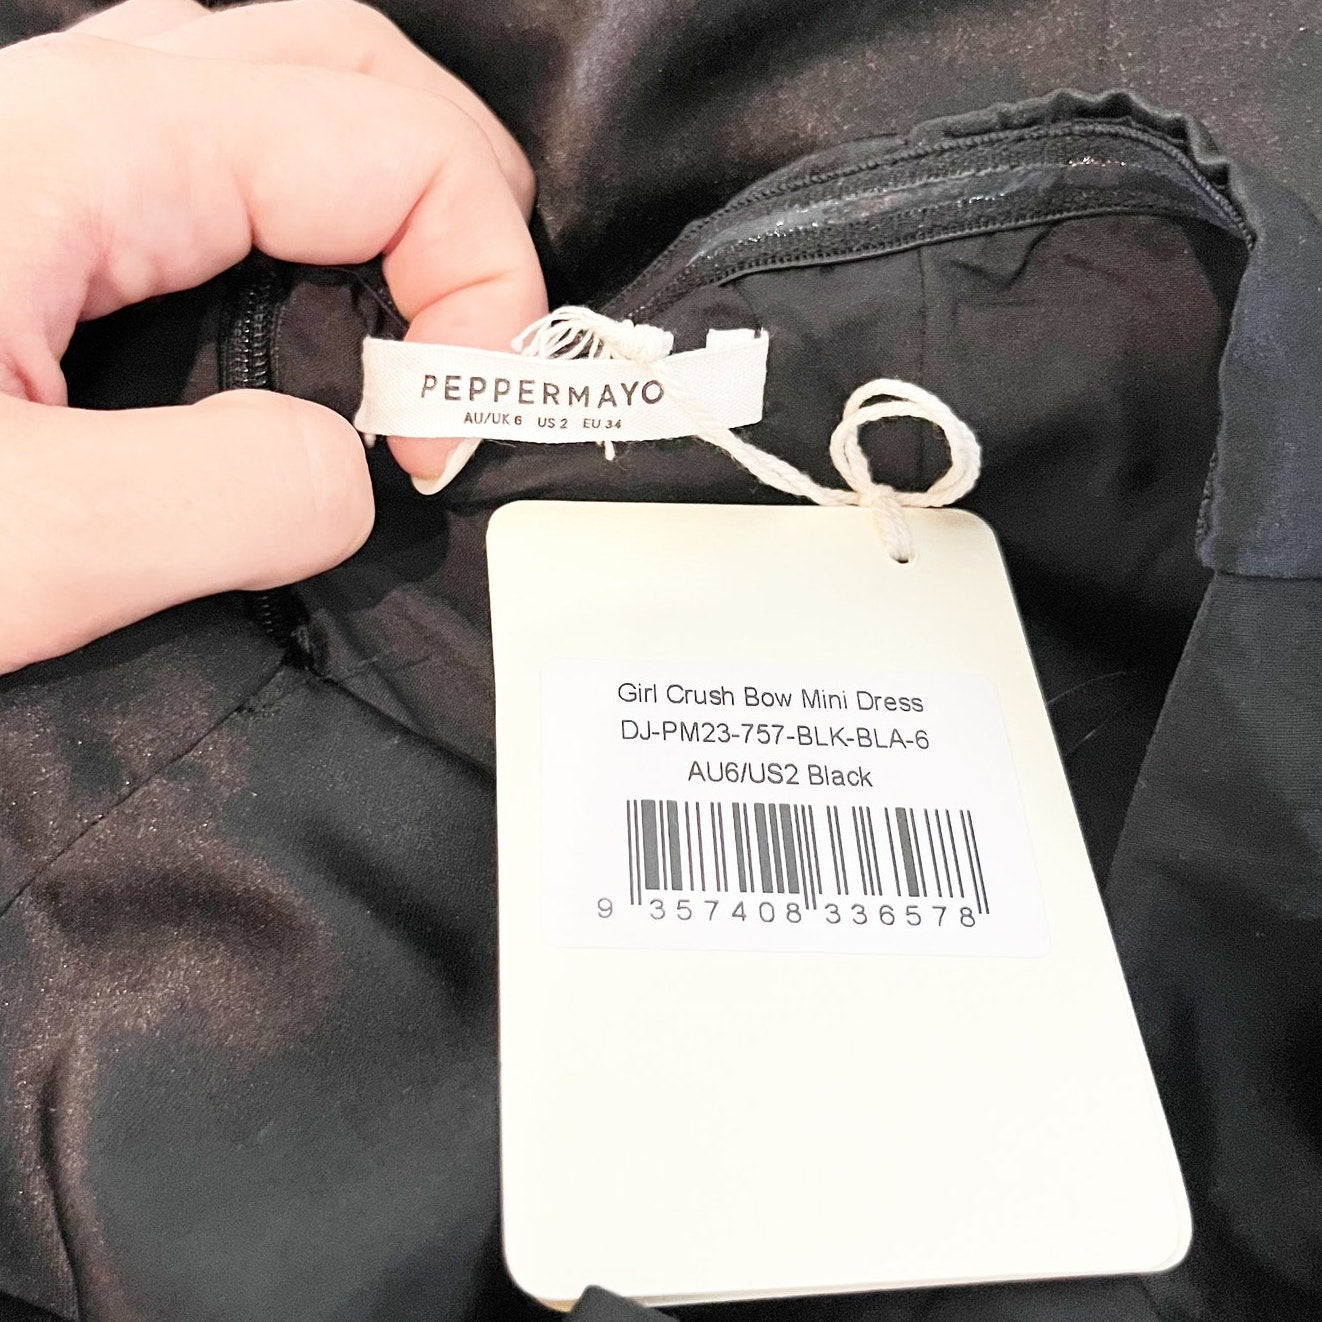 PEPPERMAYO
AU/UK 6 US 2 EU 34
Girl Crush Bow Mini Dress
DJ-PM23-757-BLK-BLA-6
AU6/US2 Black
9 357408 336578